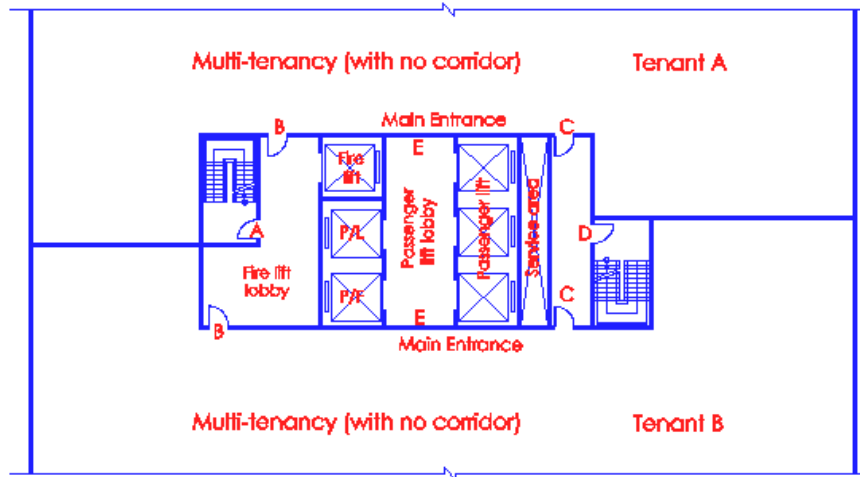 Multi-tenancy (with no corridor)
Tenant A
Main Entrance
B
C
E
Fire
lift
Passenger
lift lobby
Passenger lift
Service area
A
P/L
D
Fire lift
lobby
P/F
C
B
E
Main Entrance
Multi-tenancy (with no corridor)
Tenant B